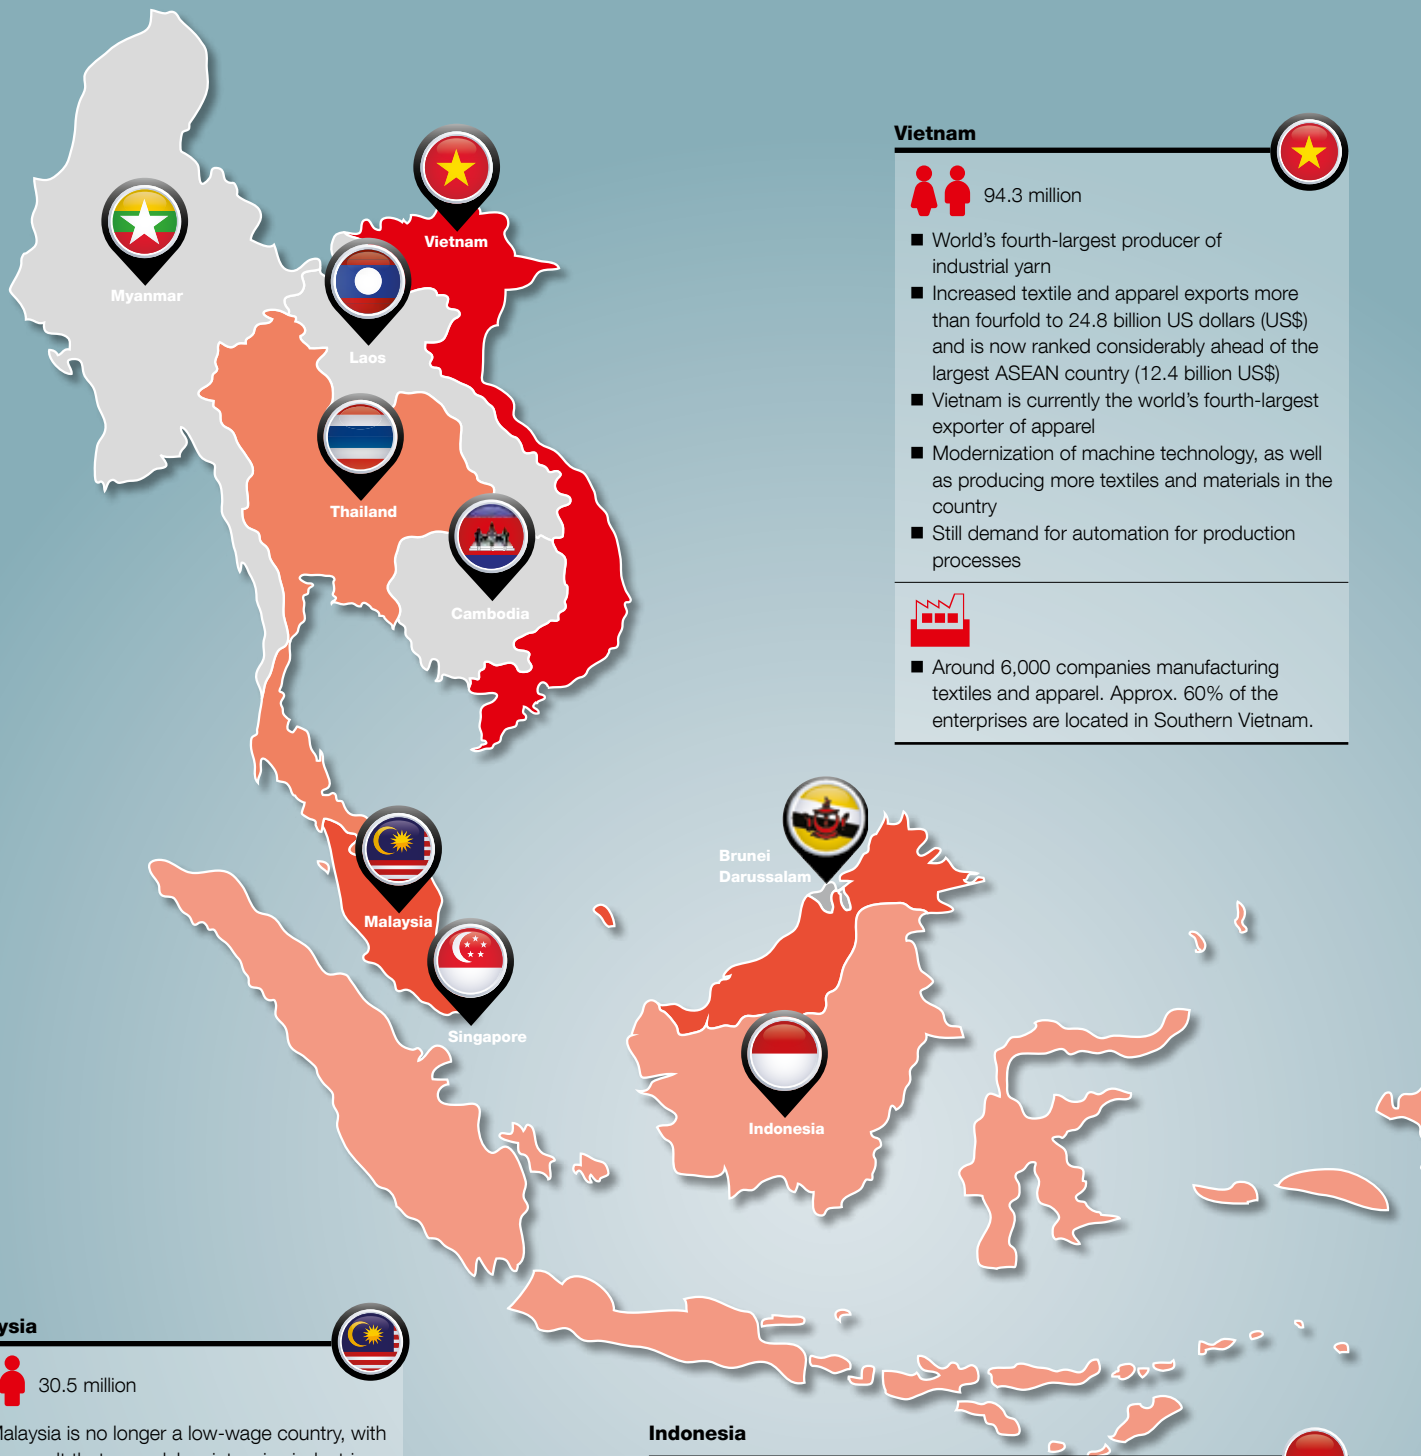 Vietnam
94.3 million
■ World's fourth-largest producer of
industrial yarn
■ Increased textile and apparel exports more
than fourfold to 24.8 billion US dollars (US$)
and is now ranked considerably ahead of the
largest ASEAN country (12.4 billion US$)
■ Vietnam is currently the world's fourth-largest
exporter of apparel
■ Modernization of machine technology, as well
as producing more textiles and materials in the
country
■ Still demand for automation for production
processes
■ Around 6,000 companies manufacturing
textiles and apparel. Approx. 60% of the
enterprises are located in Southern Vietnam.
Vietnam
Myanmar
Laos
Thailand
Cambodia
Brunei
Darussalam
Malaysia
Singapore
Indonesia
ysia
30.5 million
Malaysia is no longer a low-wage country, with
Indonesia